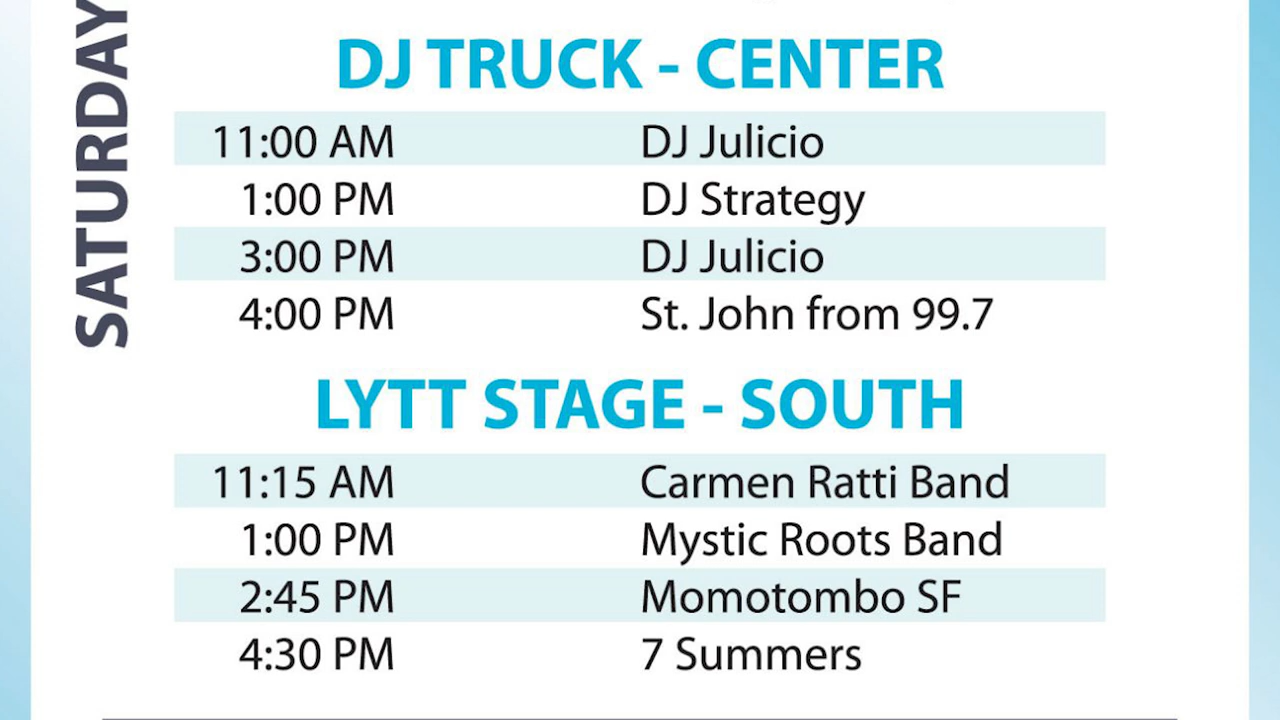 SATURDAY
DJ TRUCK - CENTER
11:00 AM DJ Julicio
1:00 PM DJ Strategy
3:00 PM DJ Julicio
4:00 PM St. John from 99.7
LYTT STAGE - SOUTH
11:15 AM Carmen Ratti Band
1:00 PM Mystic Roots Band
2:45 PM Momotombo SF
4:30 PM 7 Summers